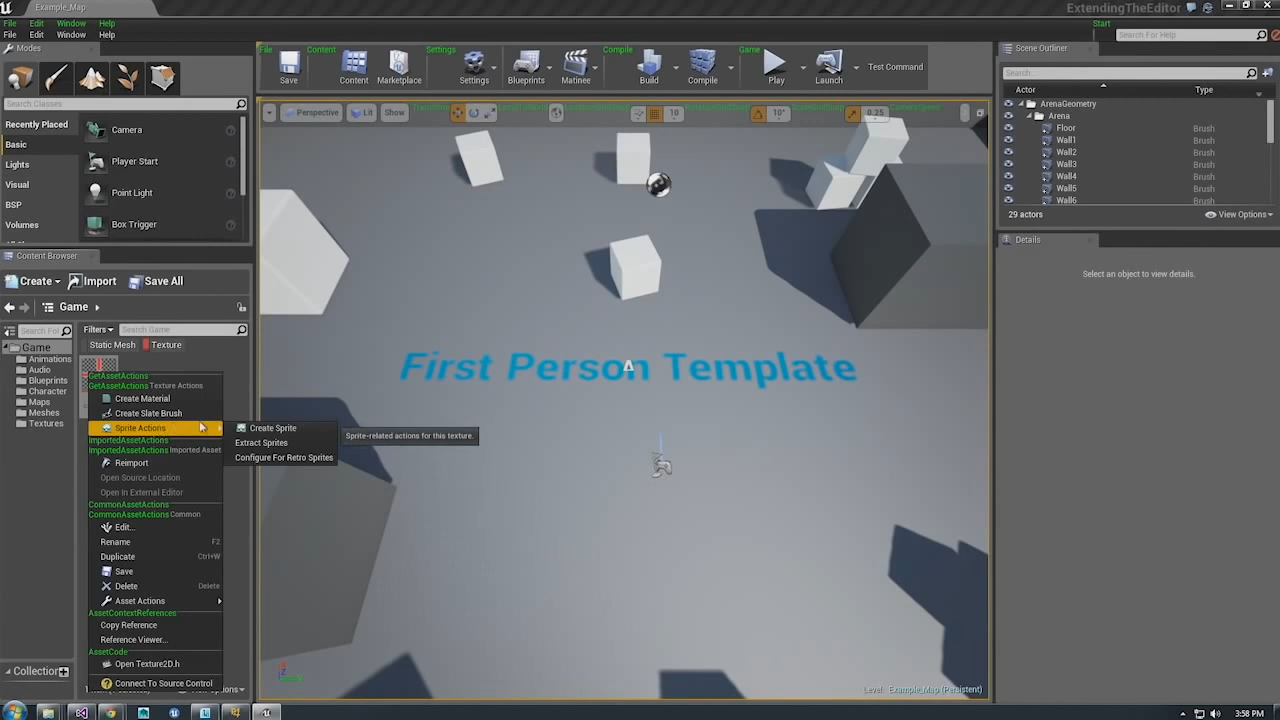 Example_Map
ExtendingTheEditor
File Edit Window Help
Start
File Edit Window Help
Search For Help
Modes
File
Content
Settings
Compile
Game
Save
Content
Marketplace
Settings
Blueprints
Matinee
Build
Compile
Play
Launch
Test Command
Scene Outliner
Search...
Actor
Type
ArenaGeometry
Arena
Floor Brush
Wall1 Brush
Wall2 Brush
Wall3 Brush
Wall4 Brush
Wall5 Brush
Wall6 Brush
29 actors
View Options
Details
Select an object to view details.
Search Classes
Recently Placed
Basic
Lights
Visual
BSP
Volumes
Camera
Player Start
Point Light
Box Trigger
Perspective
Lit
Show
10
10°
0.25
CameraSpeed
First Person Template
Level: Example_Map (Persistent)
Content Browser
Create
Import
Save All
Game
Search Fol
Filters
Search Game
Game
Static Mesh
Texture
Animations
Audio
Blueprints
Character
Maps
Meshes
Textures
Collection
GetAssetActions
GetAssetActions Texture Actions
Create Material
Create Slate Brush
Sprite Actions
ImportedAssetActions
ImportedAssetActions Imported Asset
Reimport
Open Source Location
Open In External Editor
CommonAssetActions
CommonAssetActions Common
Edit...
Rename F2
Duplicate Ctrl+W
Save
Delete Delete
Asset Actions
AssetContextReferences
Copy Reference
Reference Viewer...
AssetCode
Open Texture2D.h
Connect To Source Control
Create Sprite
Extract Sprites
Configure For Retro Sprites
Sprite-related actions for this texture.
3:58 PM